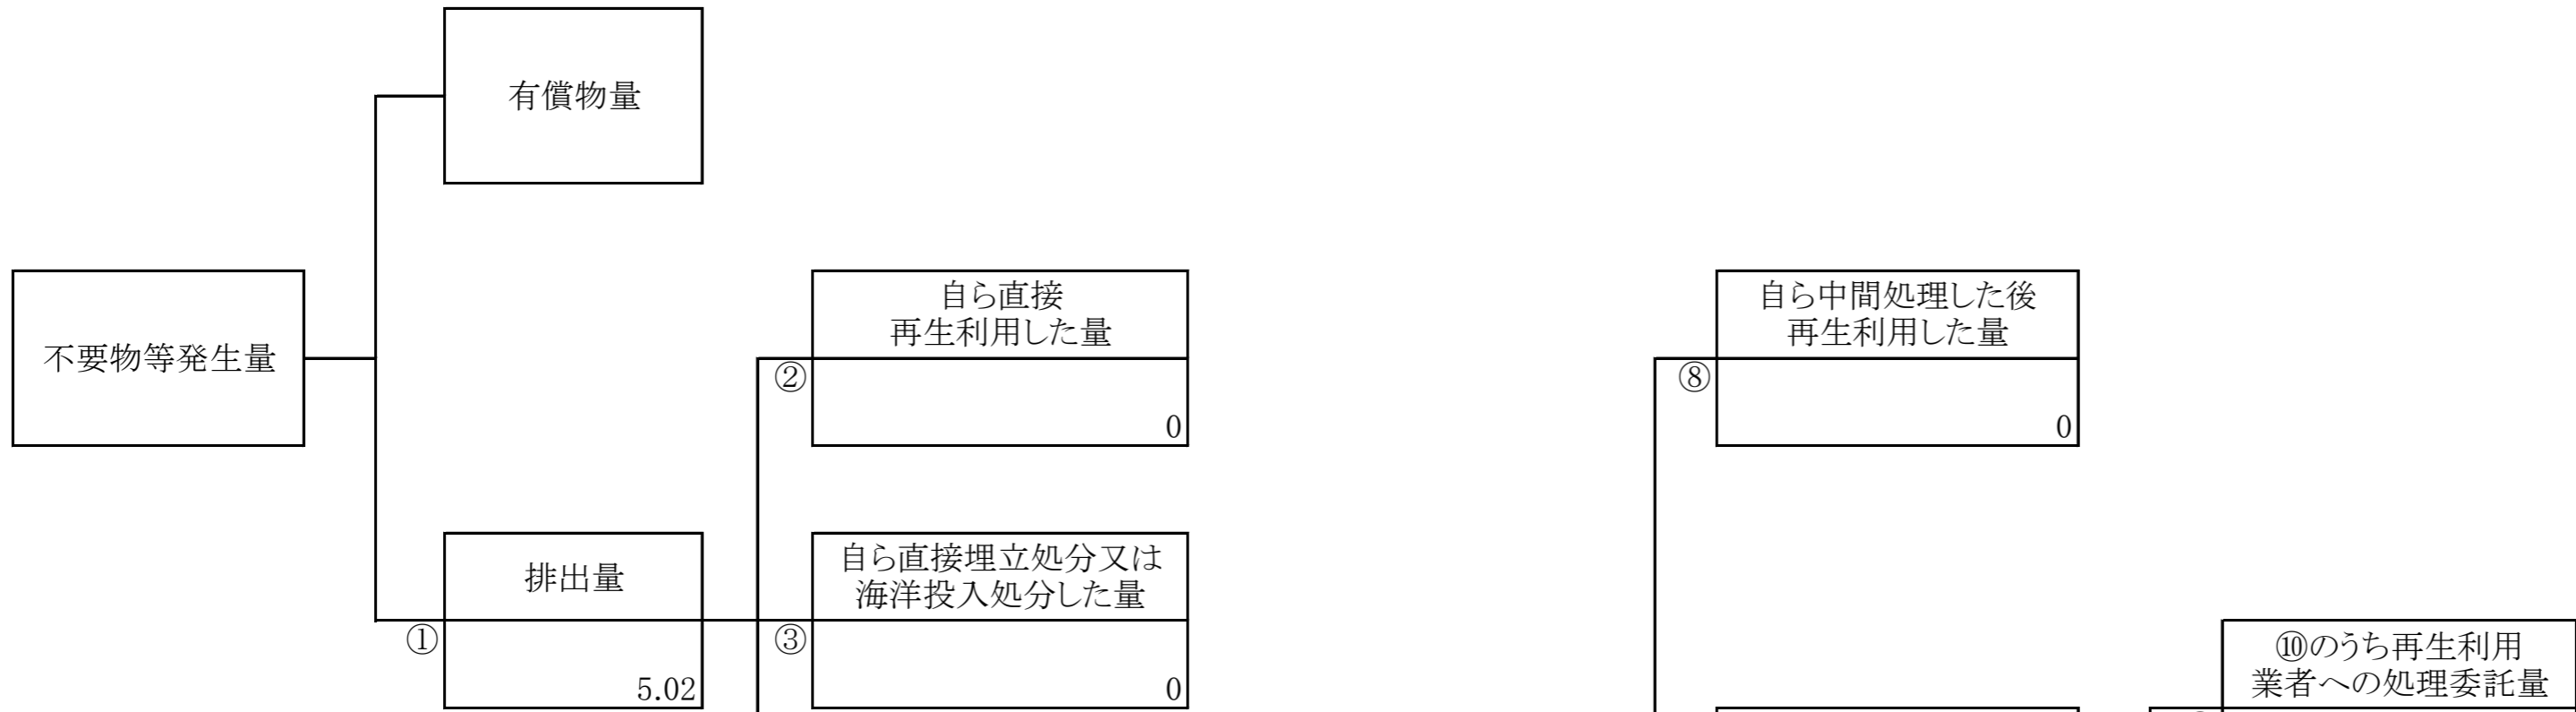 有償物量
不要物等発生量
自ら直接
再生利用した量
②
0
自ら中間処理した後
再生利用した量
⑧
0
排出量
①
5.02
自ら直接埋立処分又は
海洋投入処分した量
③
0
⑩のうち再生利用
業者への処理委託量